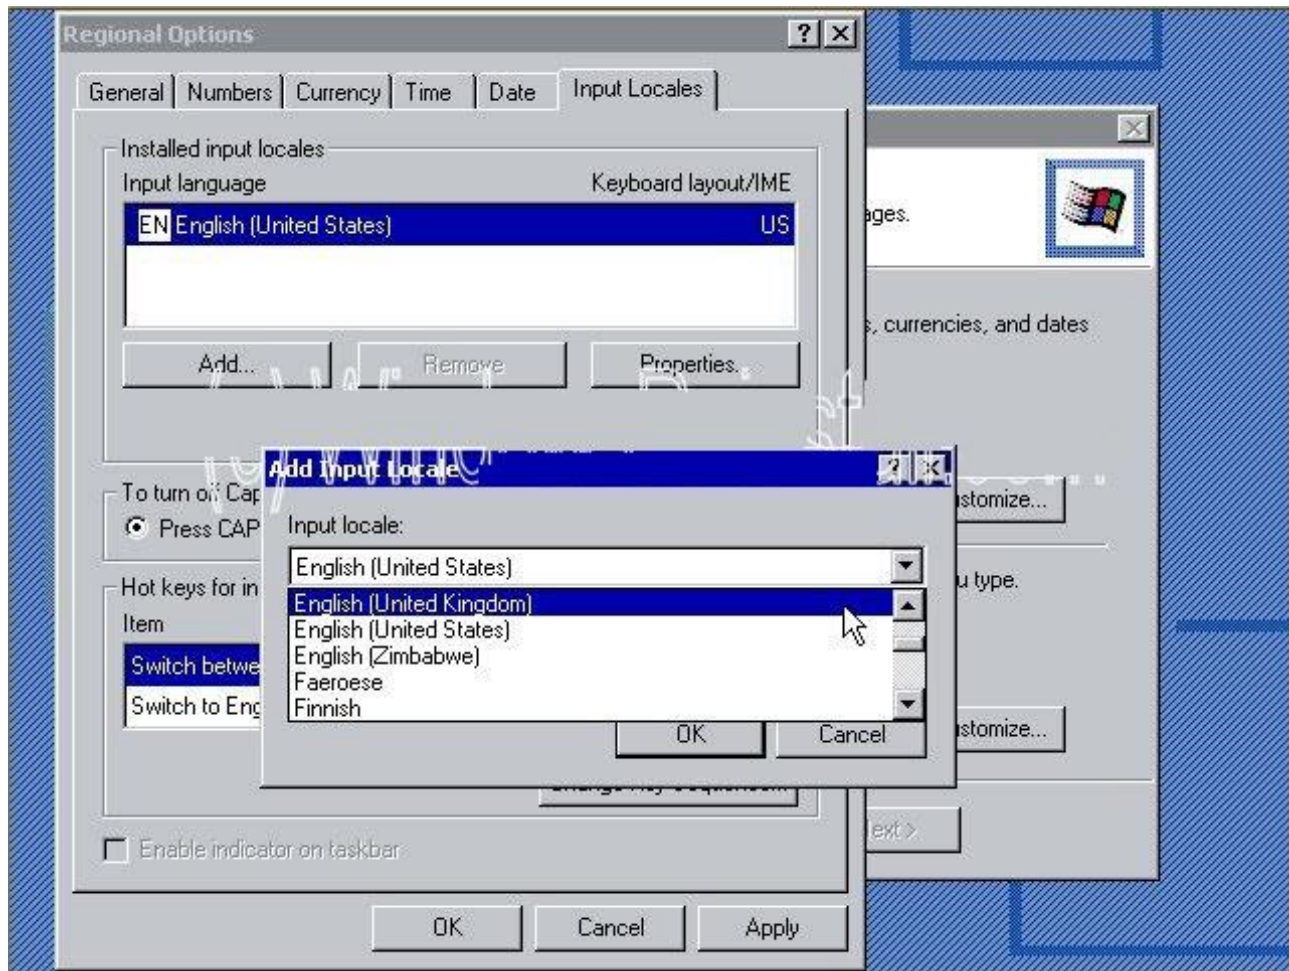 Regional Options
General Numbers Currency Time Date Input Locales
Installed input locales
Input language Keyboard layout/IME
EN English (United States) US
Add... Remove Properties.
To turn off Cap
Press CAP
Hot keys for in
Item
Switch betwe
Switch to Eng
Enable indicator on taskbar
OK Cancel Apply
Add Input Locale
Input locale:
English (United States)
English (United Kingdom)
English (United States)
English (Zimbabwe)
Faeroese
Finnish
OK Cancel
ages.
s, currencies, and dates
stomize...
u type.
stomize...
ext >